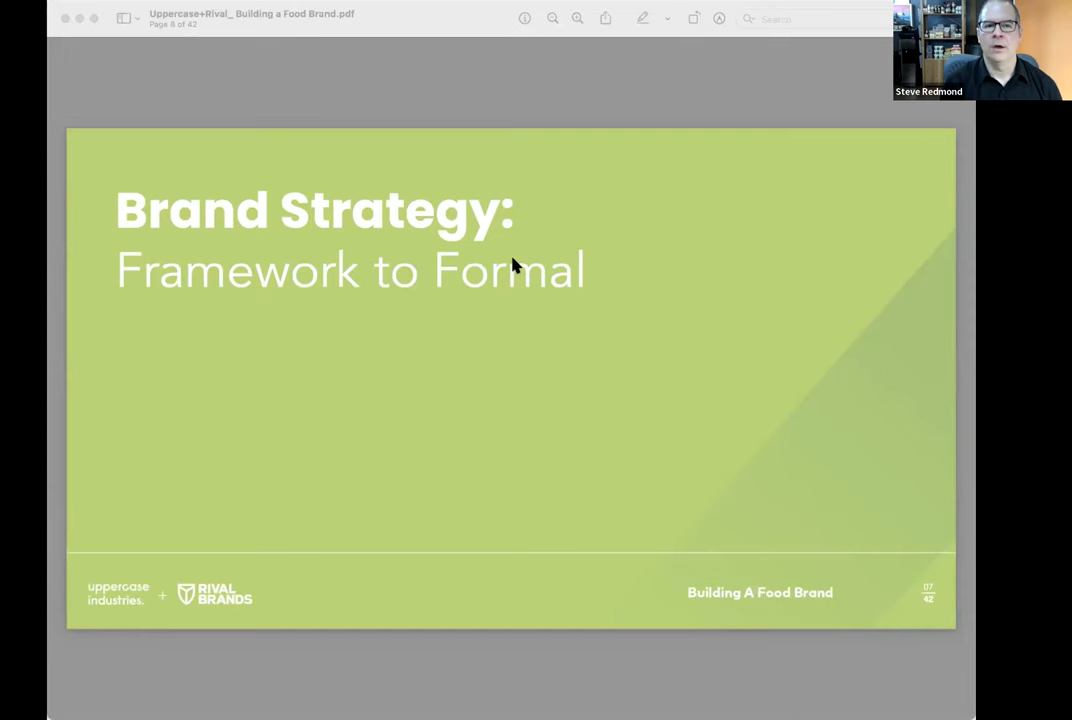 Uppercase+Rival_ Building a Food Brand.pdf
Page 8 of 42
Search
Steve Redmond
Brand Strategy:
Framework to Formal
uppercase
industries.
+
RIVAL
BRANDS
Building A Food Brand
07
42